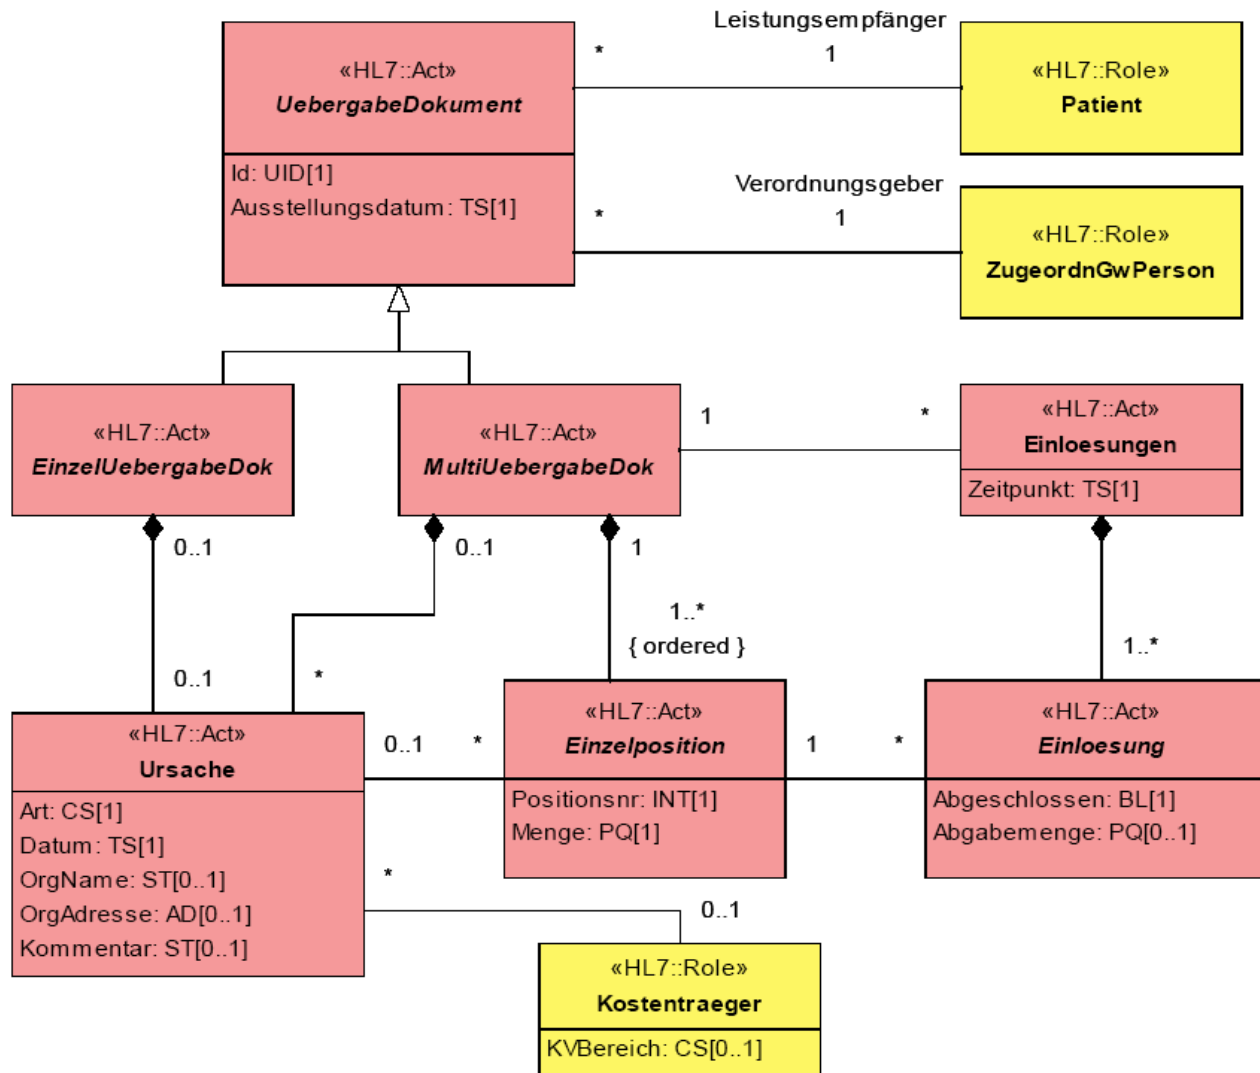 Leistungsempfänger
* 1
«HL7::Act»
UebergabeDokument
Id: UID[1]
Ausstellungsdatum: TS[1]
«HL7::Role»
Patient
Verordnungsgeber
* 1
«HL7::Role»
ZugeordnGwPerson
«HL7::Act»
EinzelUebergabeDok
«HL7::Act»
MultiUebergabeDok
1 *
«HL7::Act»
Einloesungen
Zeitpunkt: TS[1]
0..1
0..1
1
1..*
{ ordered }
1..*
0..1
*
«HL7::Act»
Ursache
Art: CS[1]
Datum: TS[1]
OrgName: ST[0..1]
OrgAdresse: AD[0..1]
Kommentar: ST[0..1]
0..1 *
«HL7::Act»
Einzelposition
Positionsnr: INT[1]
Menge: PQ[1]
1 *
«HL7::Act»
Einloesung
Abgeschlossen: BL[1]
Abgabemenge: PQ[0..1]
*
0..1
«HL7::Role»
Kostentraeger
KVBereich: CS[0..1]